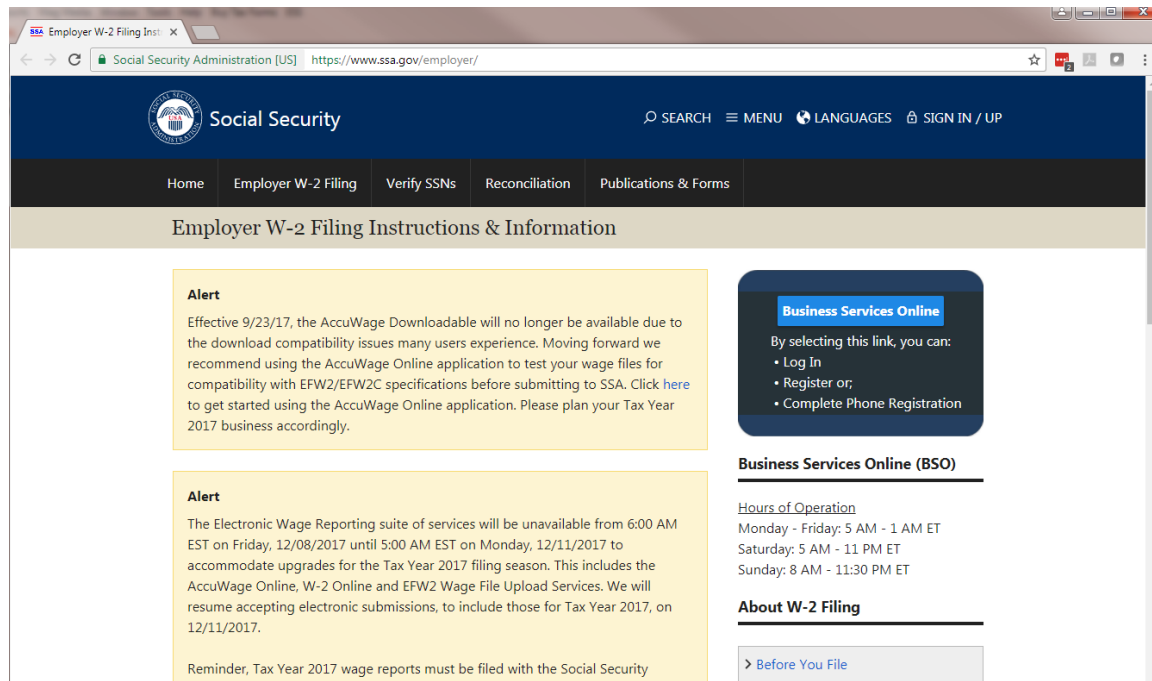 Employer W-2 Filing Inst
Social Security Administration [US] https://www.ssa.gov/employer/
Social Security
SEARCH MENU LANGUAGES SIGN IN / UP
Home Employer W-2 Filing Verify SSNs Reconciliation Publications & Forms
Employer W-2 Filing Instructions & Information
Alert
Effective 9/23/17, the AccuWage Downloadable will no longer be available due to
the download compatibility issues many users experience. Moving forward we
recommend using the AccuWage Online application to test your wage files for
compatibility with EFW2/EFW2C specifications before submitting to SSA. Click here
to get started using the AccuWage Online application. Please plan your Tax Year
2017 business accordingly.
Alert
The Electronic Wage Reporting suite of services will be unavailable from 6:00 AM
EST on Friday, 12/08/2017 until 5:00 AM EST on Monday, 12/11/2017 to
accommodate upgrades for the Tax Year 2017 filing season. This includes the
AccuWage Online, W-2 Online and EFW2 Wage File Upload Services. We will
resume accepting electronic submissions, to include those for Tax Year 2017, on
12/11/2017.
Reminder, Tax Year 2017 wage reports must be filed with the Social Security
Business Services Online
By selecting this link, you can:
• Log In
• Register or;
• Complete Phone Registration
Business Services Online (BSO)
Hours of Operation
Monday - Friday: 5 AM - 1 AM ET
Saturday: 5 AM - 11 PM ET
Sunday: 8 AM - 11:30 PM ET
About W-2 Filing
Before You File